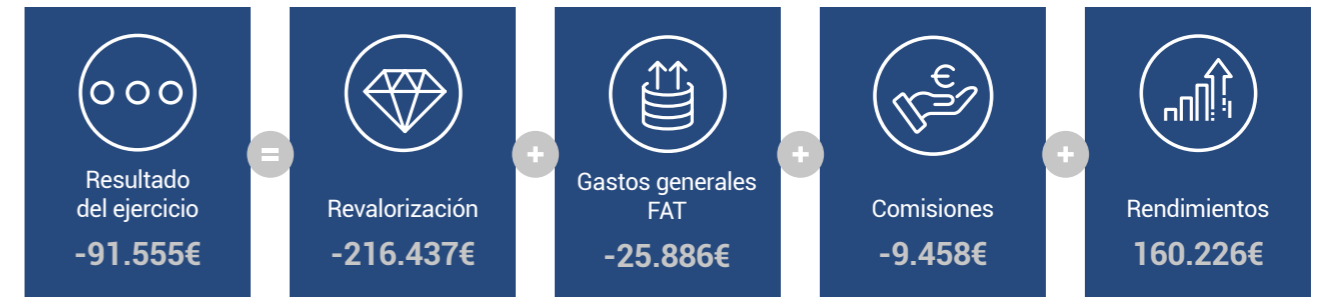 Resultado
del ejercicio
-91.555€
=
Revalorización
-216.437€
+
Gastos generales
FAT
-25.886€
+
€
Comisiones
-9.458€
+
Rendimientos
160.226€